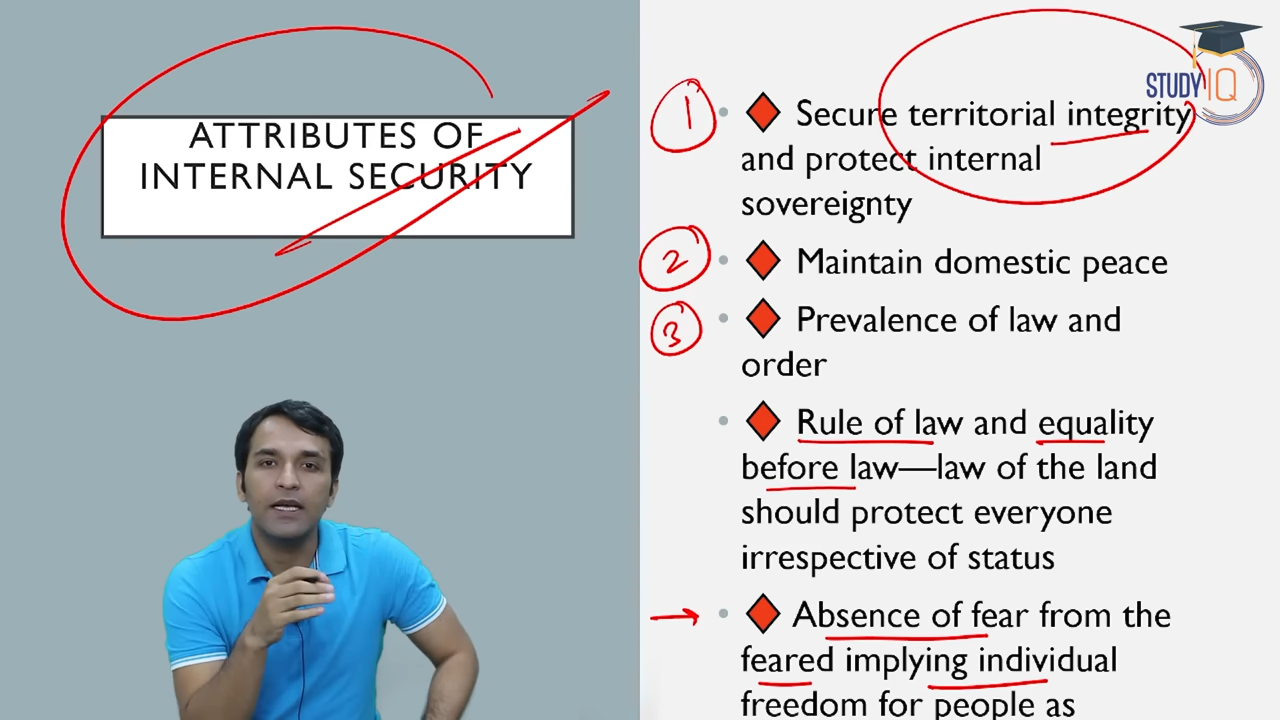 ATTRIBUTES OF
INTERNAL SECURITY
STUDY IQ
1
• ♦ Secure territorial integrity
and protect internal
sovereignty
2
• ♦ Maintain domestic peace
3
• ♦ Prevalence of law and
order
• ♦ Rule of law and equality
before law—law of the land
should protect everyone
irrespective of status
• ♦ Absence of fear from the
feared implying individual
freedom for people as